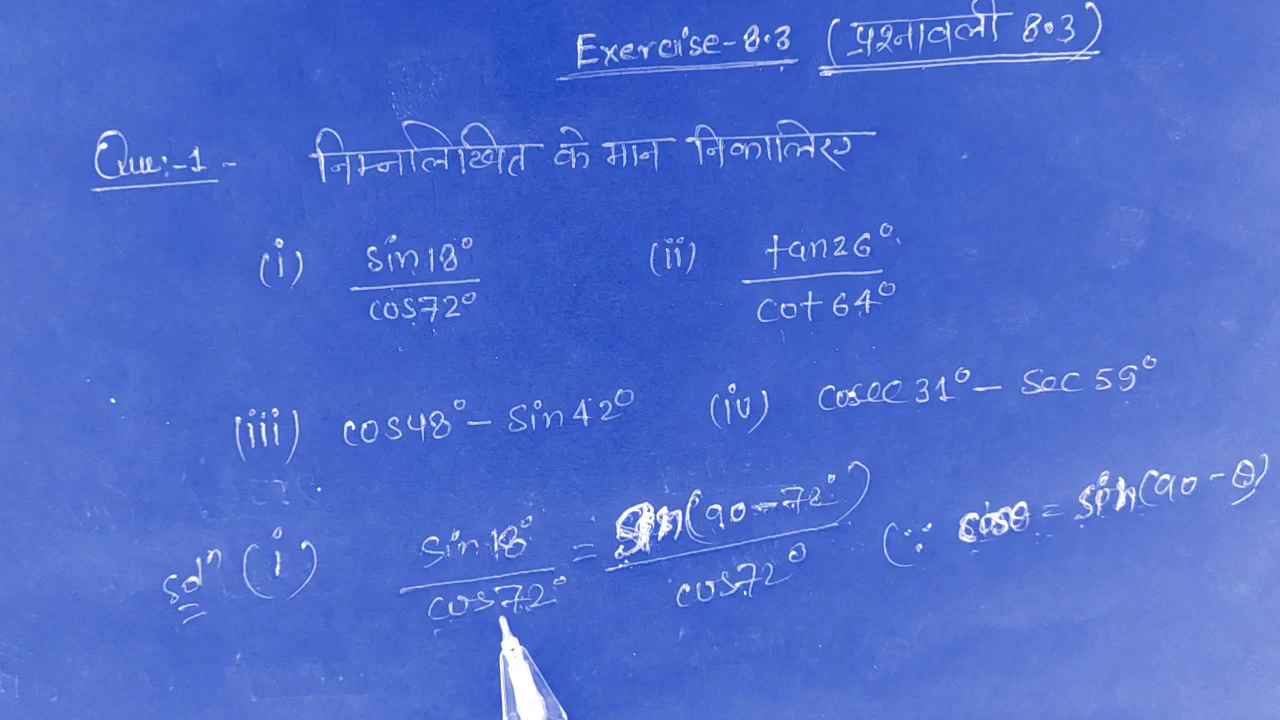 Exercise-8.3 (प्रश्नावली 8.3)
Que:-1- निम्नलिखित के मान निकालिए
(i) sin18°/cos72° (ii) tan26°/cot64°
(iii) cos48° - sin42° (iv) cosec31° - sec59°
solⁿ (i) sin18°/cos72° = sin(90-72°)/cos72° (∵ cosθ = sin(90-θ)